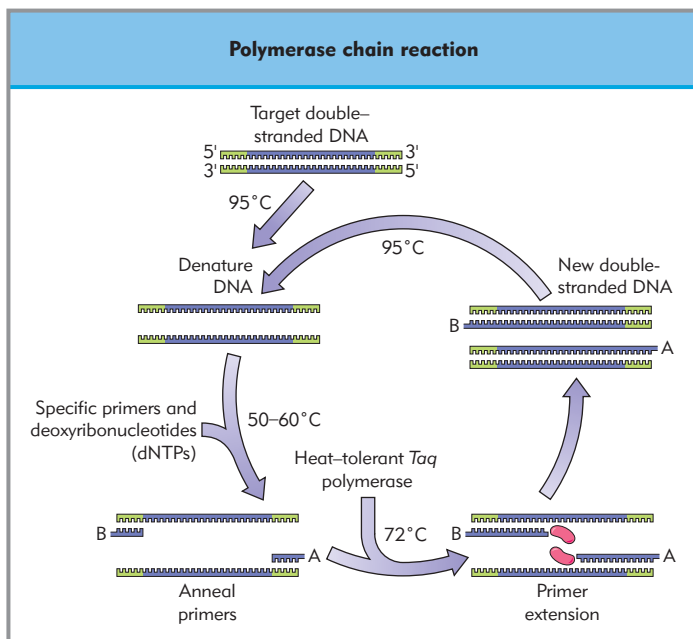 Polymerase chain reaction
Target double–
stranded DNA
5' 3'
3' 5'
95˚C
95˚C
Denature
DNA
New double-
stranded DNA
B
A
Specific primers and
deoxyribonucleotides
(dNTPs)
50–60˚C
Heat–tolerant Taq
polymerase
B
A
72˚C
B
A
Anneal
primers
Primer
extension